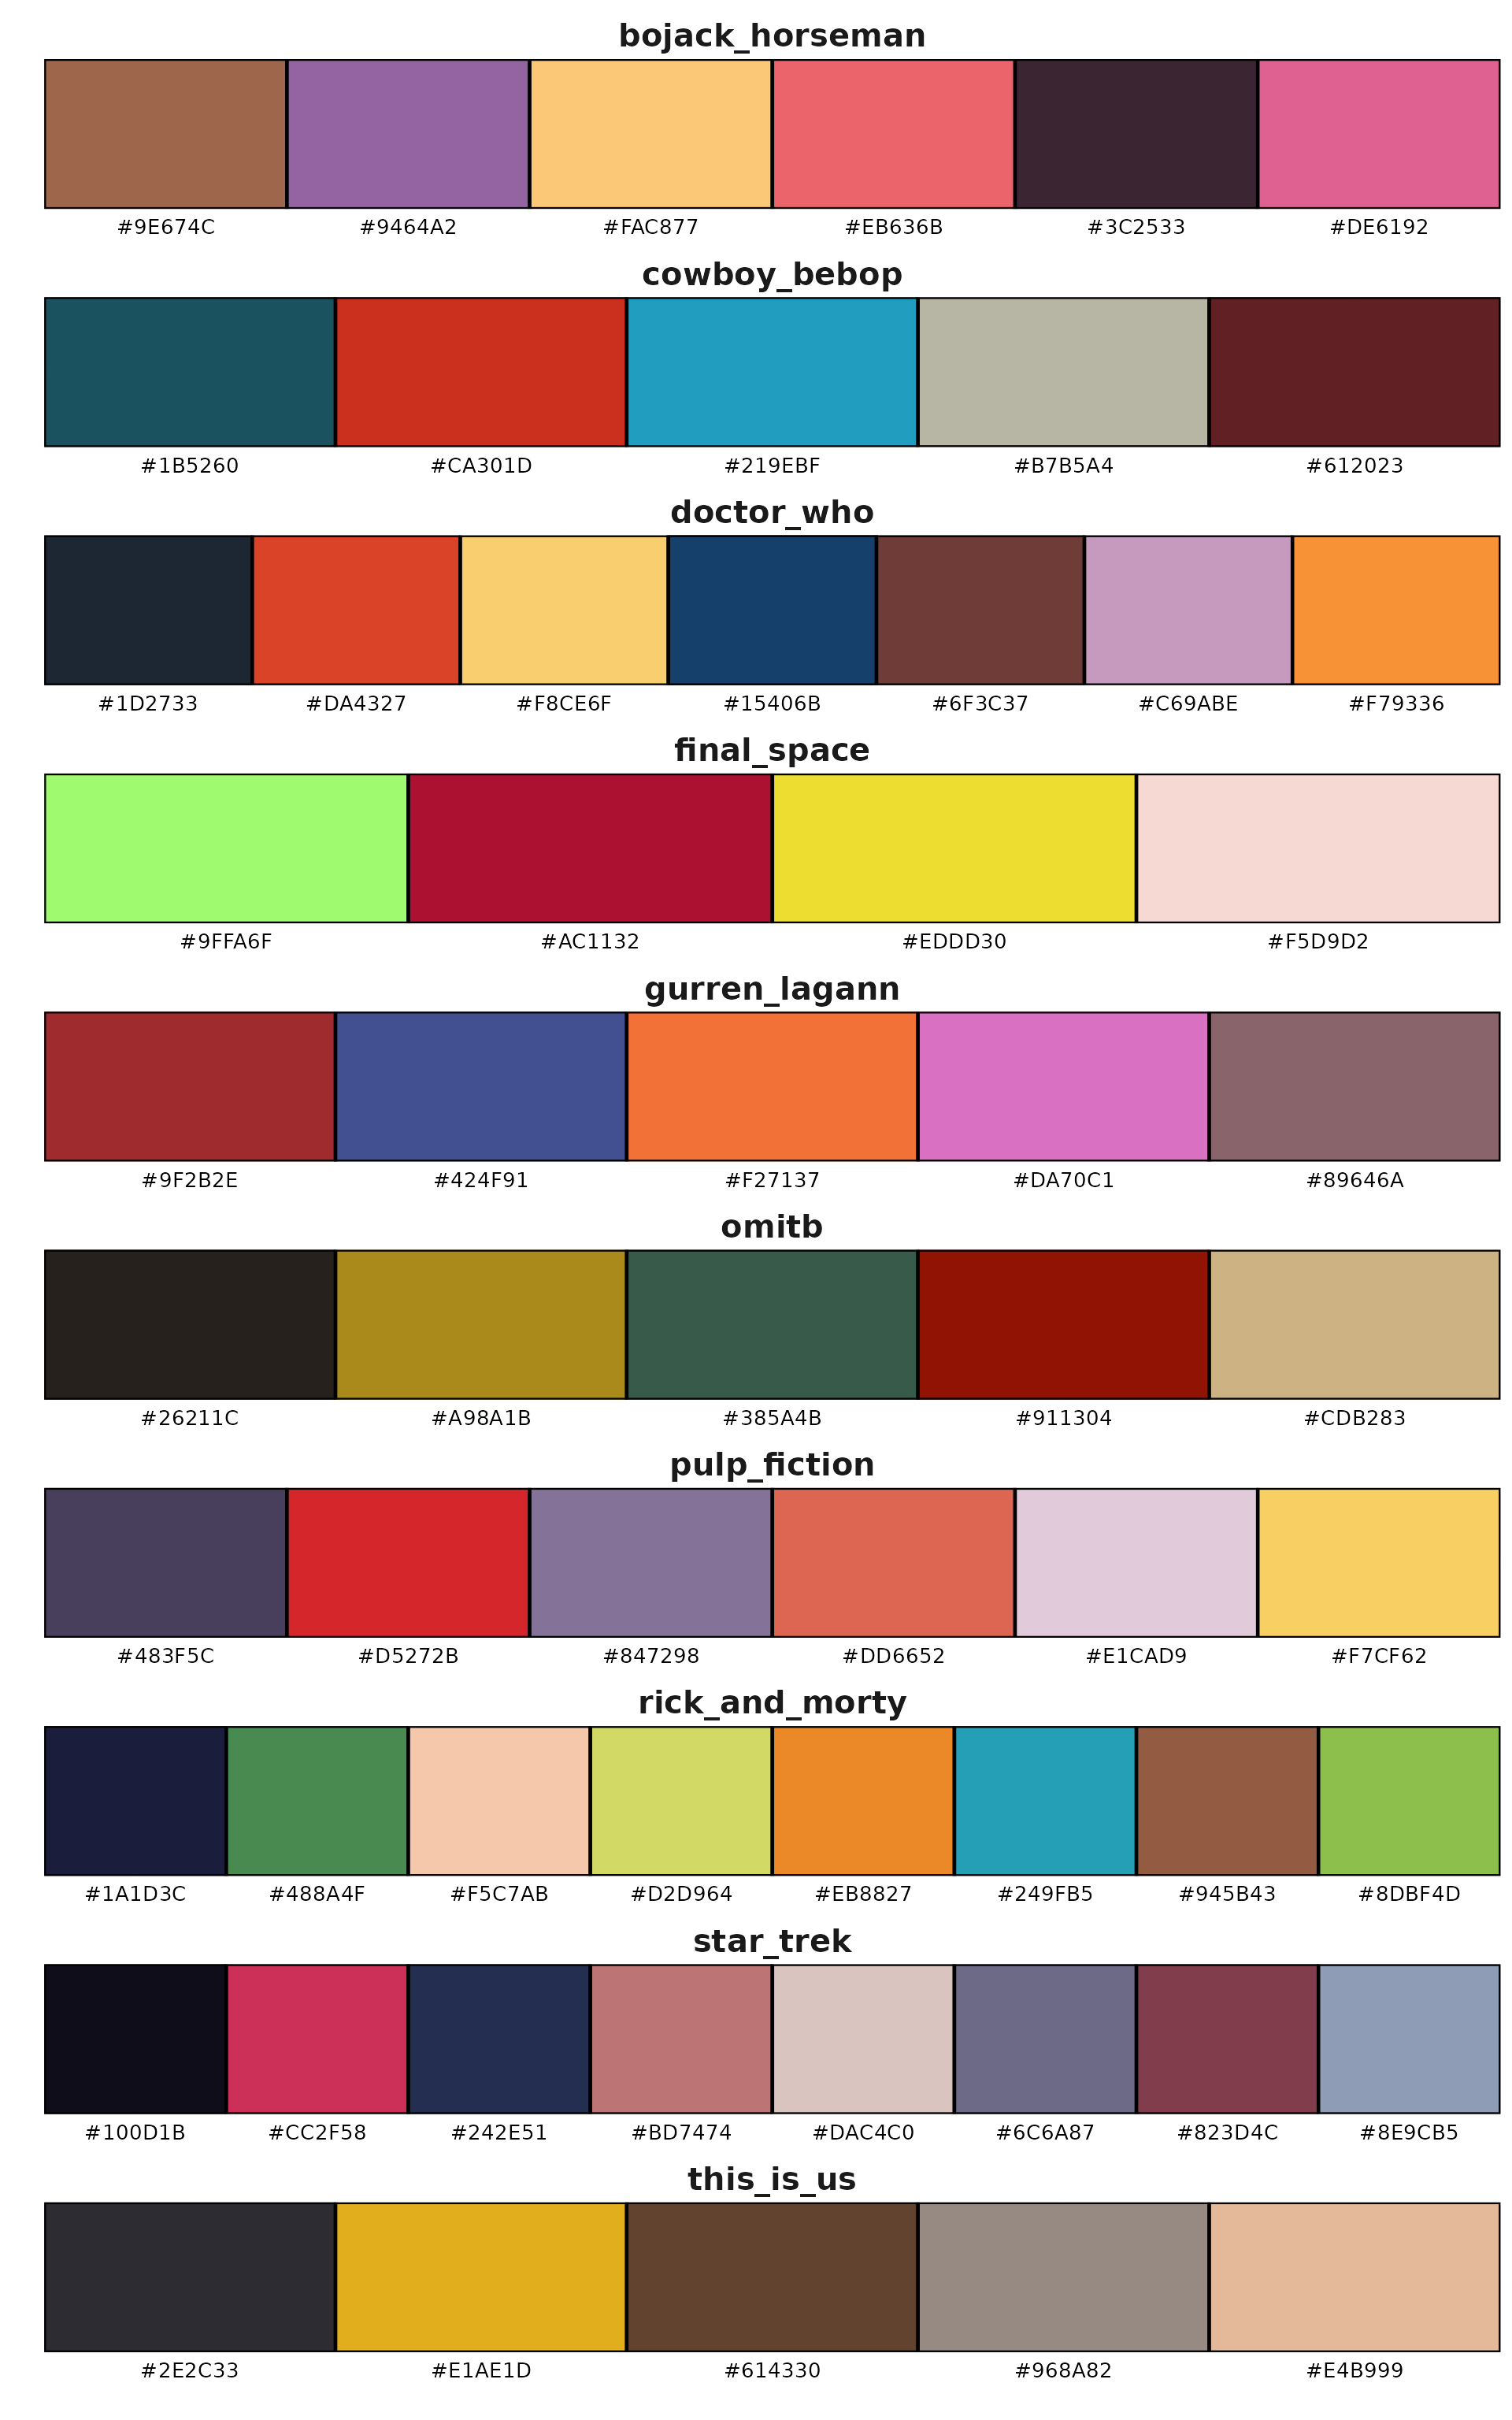 bojack_horseman
#9E674C #9464A2 #FAC877 #EB636B #3C2533 #DE6192
cowboy_bebop
#1B5260 #CA301D #219EBF #B7B5A4 #612023
doctor_who
#1D2733 #DA4327 #F8CE6F #15406B #6F3C37 #C69ABE #F79336
final_space
#9FFA6F #AC1132 #EDDD30 #F5D9D2
gurren_lagann
#9F2B2E #424F91 #F27137 #DA70C1 #89646A
omitb
#26211C #A98A1B #385A4B #911304 #CDB283
pulp_fiction
#483F5C #D5272B #847298 #DD6652 #E1CAD9 #F7CF62
rick_and_morty
#1A1D3C #488A4F #F5C7AB #D2D964 #EB8827 #249FB5 #945B43 #8DBF4D
star_trek
#100D1B #CC2F58 #242E51 #BD7474 #DAC4C0 #6C6A87 #823D4C #8E9CB5
this_is_us
#2E2C33 #E1AE1D #614330 #968A82 #E4B999